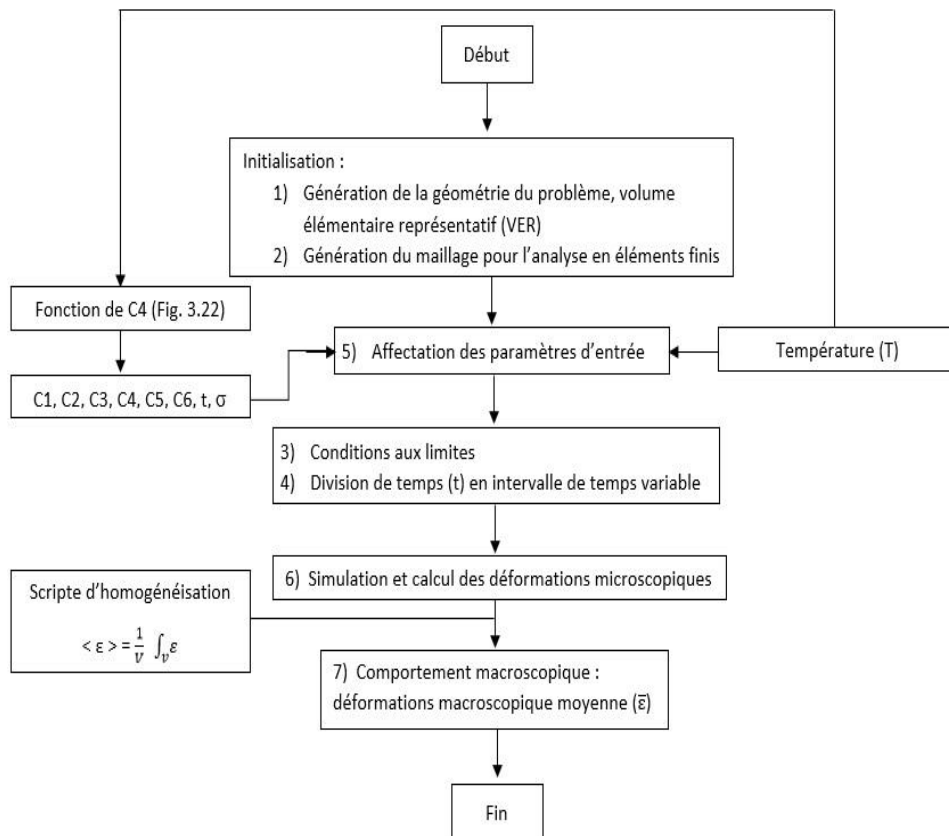 Début
Initialisation :
1) Génération de la géométrie du problème, volume
élémentaire représentatif (VER)
2) Génération du maillage pour l'analyse en éléments finis
Fonction de C4 (Fig. 3.22)
5) Affectation des paramètres d'entrée
Température (T)
C1, C2, C3, C4, C5, C6, t, σ
3) Conditions aux limites
4) Division de temps (t) en intervalle de temps variable
6) Simulation et calcul des déformations microscopiques
Scripte d'homogénéisation
< ε > = 1/V ∫v ε
7) Comportement macroscopique :
déformations macroscopique moyenne (ε̅)
Fin